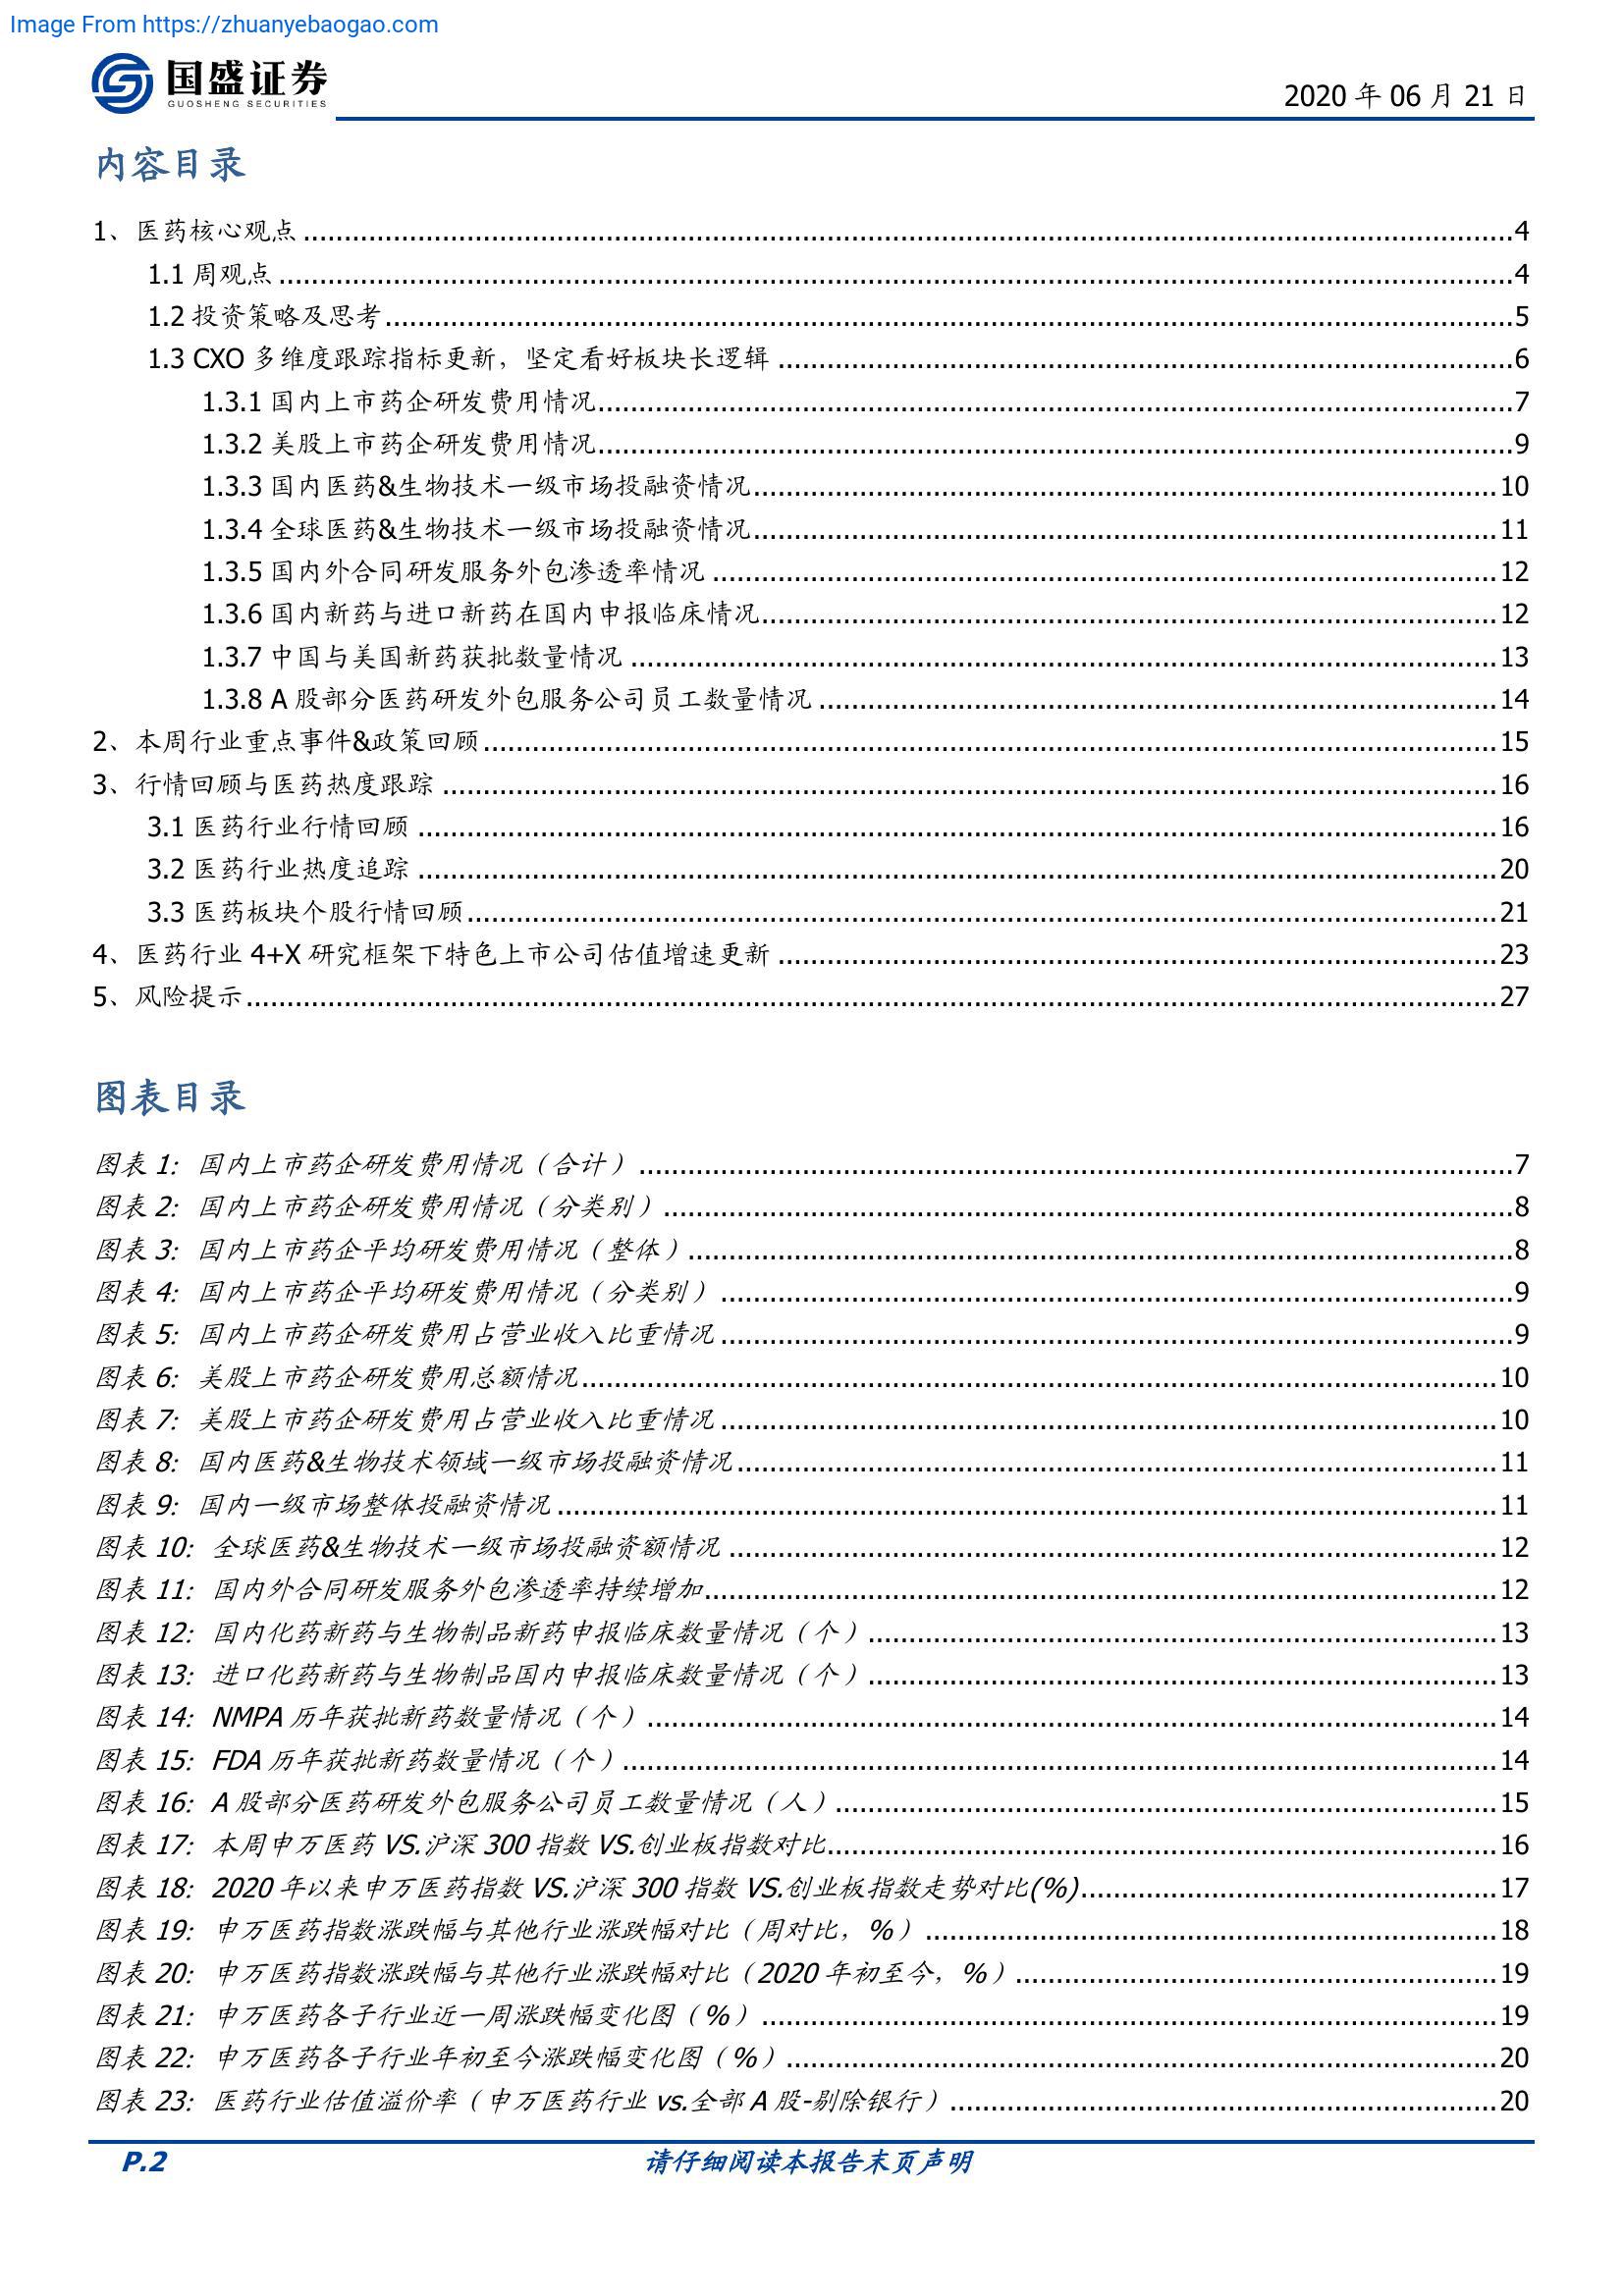 Image From https://zhuanyebaogao.com
国盛证券
GUOSHENG SECURITIES
2020 年 06 月 21 日
内容目录
1、医药核心观点 ........ 4
1.1 周观点 ........ 4
1.2 投资策略及思考 ........ 5
1.3 CXO 多维度跟踪指标更新，坚定看好板块长逻辑 ........ 6
1.3.1 国内上市药企研发费用情况 ........ 7
1.3.2 美股上市药企研发费用情况 ........ 9
1.3.3 国内医药&生物技术一级市场投融资情况 ........ 10
1.3.4 全球医药&生物技术一级市场投融资情况 ........ 11
1.3.5 国内外合同研发服务外包渗透率情况 ........ 12
1.3.6 国内新药与进口新药在国内申报临床情况 ........ 12
1.3.7 中国与美国新药获批数量情况 ........ 13
1.3.8 A 股部分医药研发外包服务公司员工数量情况 ........ 14
2、本周行业重点事件&政策回顾 ........ 15
3、行情回顾与医药热度跟踪 ........ 16
3.1 医药行业行情回顾 ........ 16
3.2 医药行业热度追踪 ........ 20
3.3 医药板块个股行情回顾 ........ 21
4、医药行业 4+X 研究框架下特色上市公司估值增速更新 ........ 23
5、风险提示 ........ 27
图表目录
图表 1：国内上市药企研发费用情况（合计） ........ 7
图表 2：国内上市药企研发费用情况（分类别） ........ 8
图表 3：国内上市药企平均研发费用情况（整体） ........ 8
图表 4：国内上市药企平均研发费用情况（分类别） ........ 9
图表 5：国内上市药企研发费用占营业收入比重情况 ........ 9
图表 6：美股上市药企研发费用总额情况 ........ 10
图表 7：美股上市药企研发费用占营业收入比重情况 ........ 10
图表 8：国内医药&生物技术领域一级市场投融资情况 ........ 11
图表 9：国内一级市场整体投融资情况 ........ 11
图表 10：全球医药&生物技术一级市场投融资额情况 ........ 12
图表 11：国内外合同研发服务外包渗透率持续增加 ........ 12
图表 12：国内化药新药与生物制品新药申报临床数量情况（个） ........ 13
图表 13：进口化药新药与生物制品国内申报临床数量情况（个） ........ 13
图表 14：NMPA 历年获批新药数量情况（个） ........ 14
图表 15：FDA 历年获批新药数量情况（个） ........ 14
图表 16：A 股部分医药研发外包服务公司员工数量情况（人） ........ 15
图表 17：本周申万医药 VS.沪深 300 指数 VS.创业板指数对比 ........ 16
图表 18：2020 年以来申万医药指数 VS.沪深 300 指数 VS.创业板指数走势对比(%) ........ 17
图表 19：申万医药指数涨跌幅与其他行业涨跌幅对比（周对比，%） ........ 18
图表 20：申万医药指数涨跌幅与其他行业涨跌幅对比（2020 年初至今，%） ........ 19
图表 21：申万医药各子行业近一周涨跌幅变化图（%） ........ 19
图表 22：申万医药各子行业年初至今涨跌幅变化图（%） ........ 20
图表 23：医药行业估值溢价率（申万医药行业 vs.全部 A 股-剔除银行） ........ 20
P.2 请仔细阅读本报告末页声明